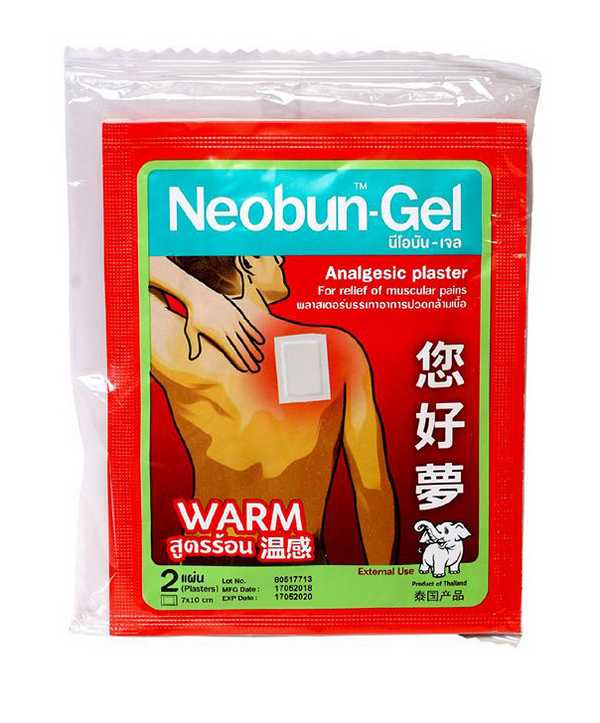 Neobun-Gel™
นีโอบัน - เจล
Analgesic plaster
For relief of muscular pains
พลาสเตอร์บรรเทาอาการปวดกล้ามเนื้อ
您好夢
WARM
สูตรร้อน 温感
External Use
Product of Thailand
泰国产品
2 แผ่น
(Plasters)
7x10 cm
Lot No. 80517713
MFG Date : 17052018
EXP Date : 17052020